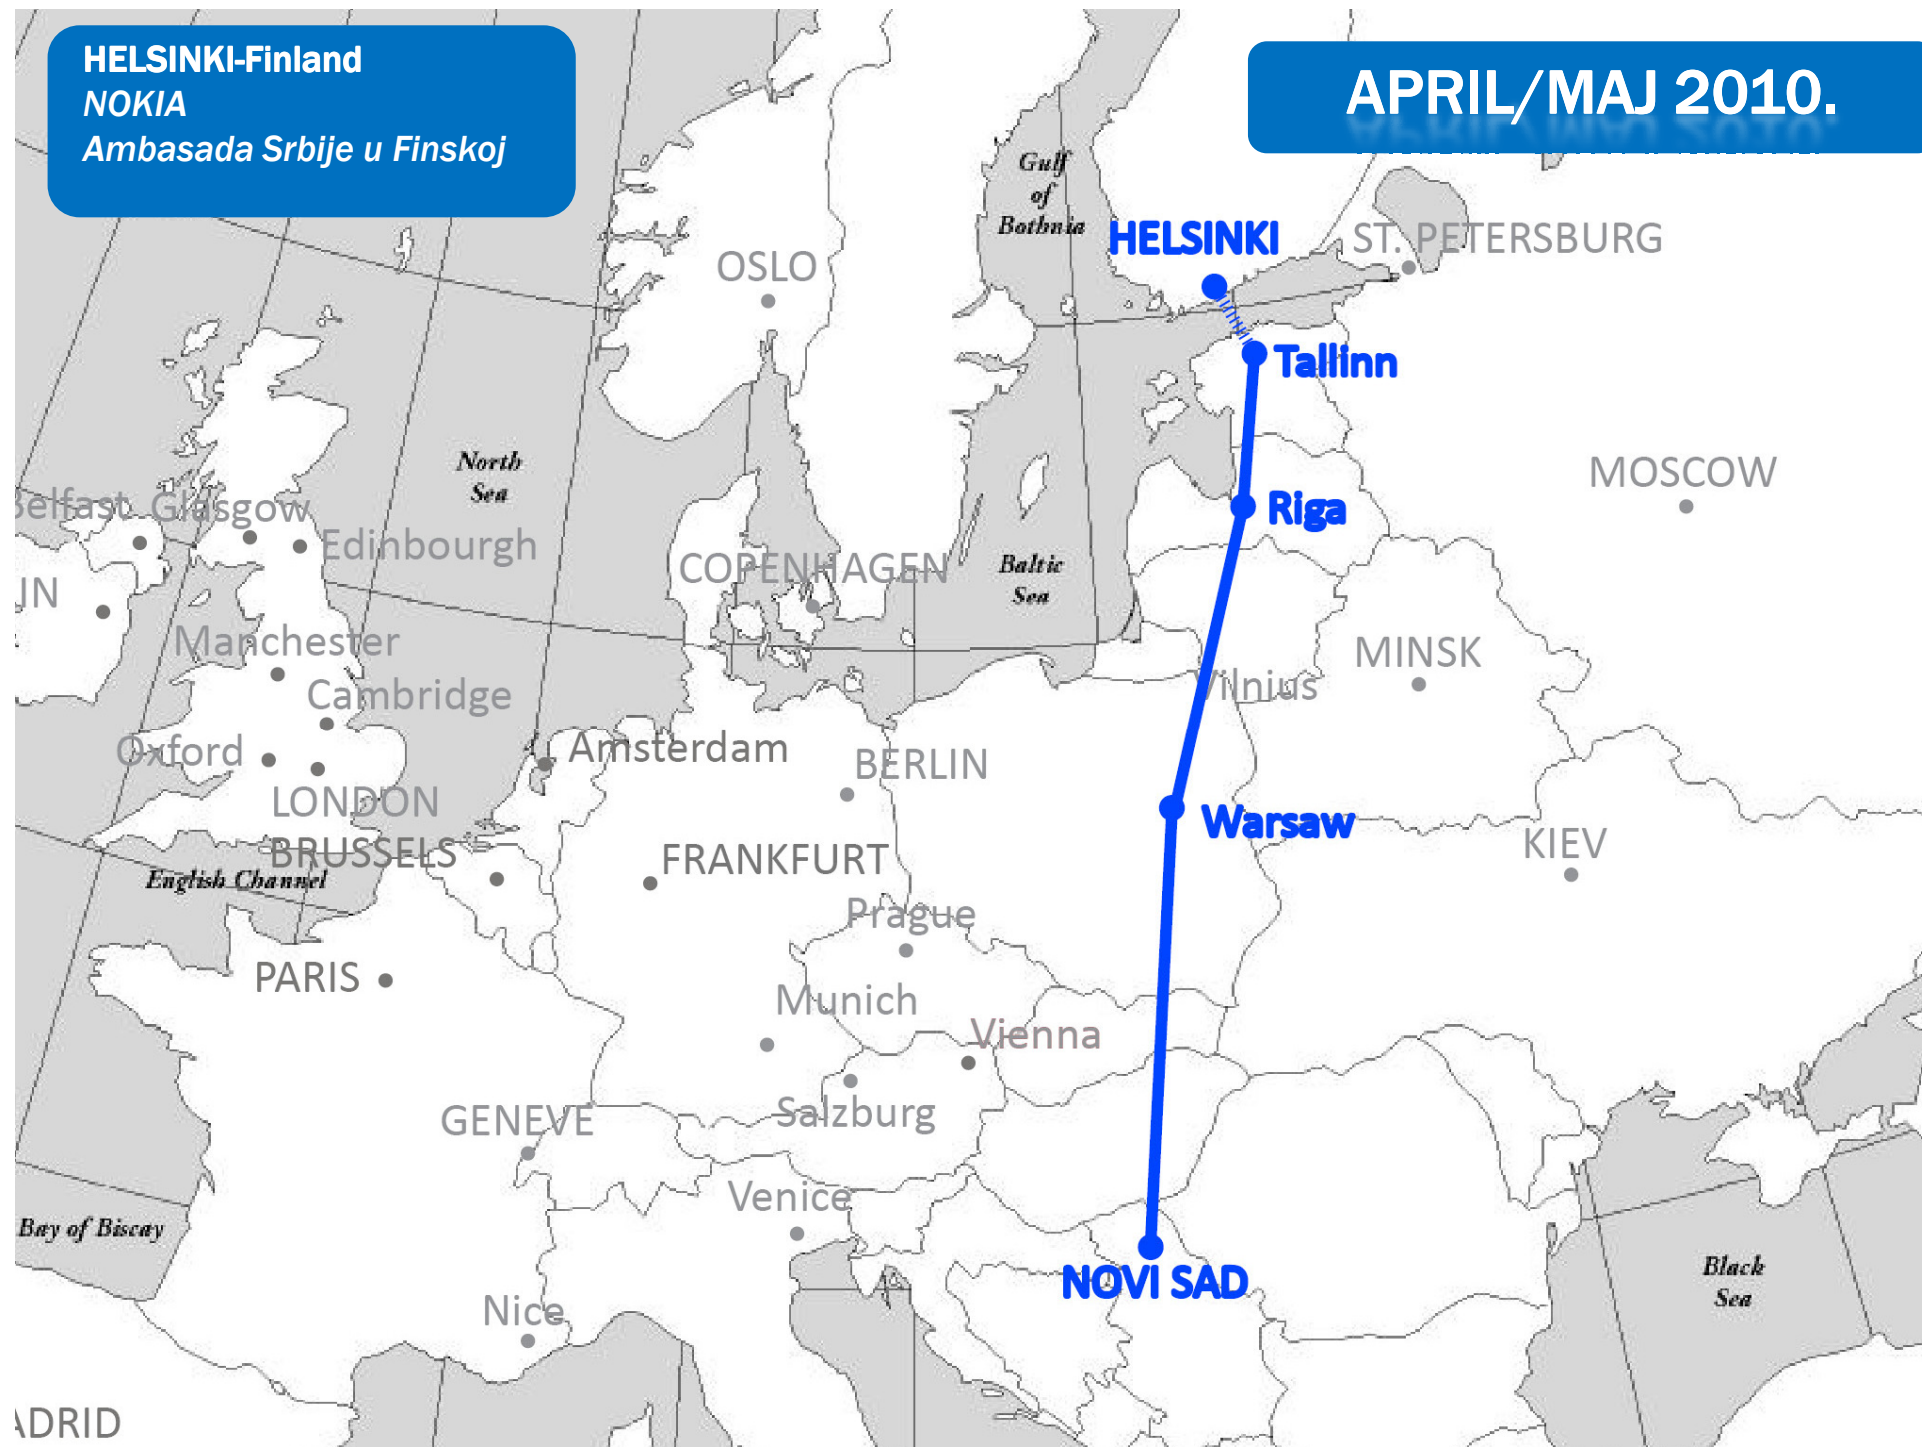 HELSINKI-Finland
NOKIA
Ambasada Srbije u Finskoj
APRIL/MAJ 2010.
Gulf
of
Bothnia
HELSINKI
ST. PETERSBURG
OSLO
Tallinn
North
Sea
MOSCOW
Belfast
Glasgow
Riga
Edinbourgh
COPENHAGEN
Baltic
Sea
Manchester
MINSK
Vilnius
Cambridge
Oxford
Amsterdam
BERLIN
LONDON
Warsaw
BRUSSELS
FRANKFURT
KIEV
English Channel
Prague
PARIS
Munich
Vienna
GENEVE
Salzburg
Venice
Bay of Biscay
NOVI SAD
Black
Sea
Nice
ADRID